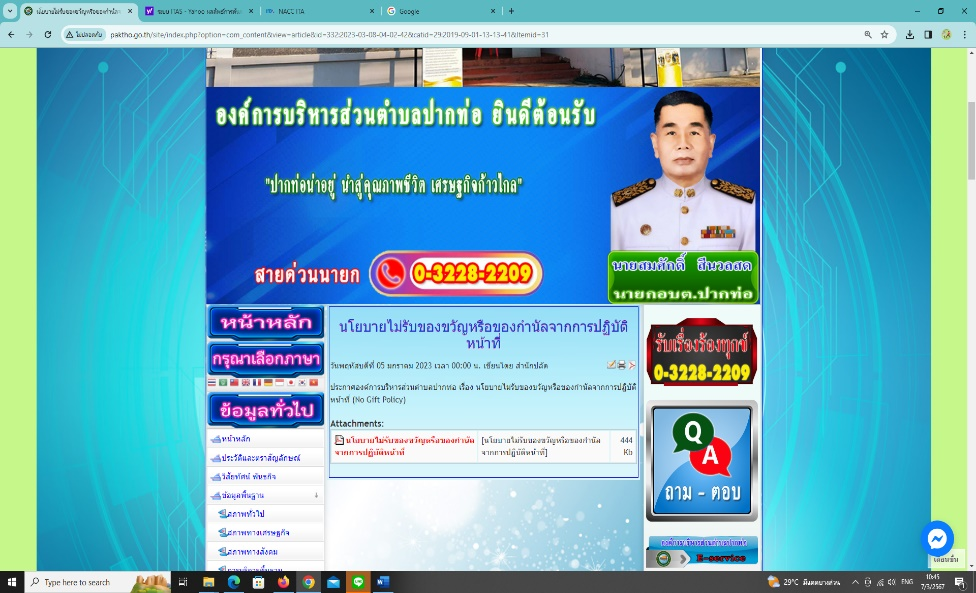 นโยบายไม่รับของขวัญหรือของกำนัล
ระบบ ITAS - Yahoo
NACC ITA
Google
ไม่ปลอดภัย
paktho.go.th/site/index.php?option=com_content&view=article&id=332:2023-03-08-04-02-42&catid=29:2019-09-01-13-13-41&Itemid=31
องค์การบริหารส่วนตำบลปากท่อ ยินดีต้อนรับ
"ปากท่อน่าอยู่ นำสู่คุณภาพชีวิต เศรษฐกิจก้าวไกล"
สายด่วนนายก 0-3228-2209
นายสมศักดิ์ สีนวลสด
นายกอบต.ปากท่อ
หน้าหลัก
กรุณาเลือกภาษา
ข้อมูลทั่วไป
หน้าหลัก
ประวัติและตราสัญลักษณ์
วิสัยทัศน์ พันธกิจ
ข้อมูลพื้นฐาน
สภาพทั่วไป
สภาพทางเศรษฐกิจ
สภาพทางสังคม
นโยบายไม่รับของขวัญหรือของกำนัลจากการปฏิบัติ
หน้าที่
วันพฤหัสบดีที่ 05 มกราคม 2023 เวลา 00:00 น. เขียนโดย สำนักปลัด
ประกาศองค์การบริหารส่วนตำบลปากท่อ เรื่อง นโยบายไม่รับของขวัญหรือของกำนัลจากการปฏิบัติ
หน้าที่ (No Gift Policy)
Attachments:
นโยบายไม่รับของขวัญหรือของกำนัล
จากการปฏิบัติหน้าที่
[นโยบายไม่รับของขวัญหรือของกำนัล
จากการปฏิบัติหน้าที่]
444
Kb
รับเรื่องร้องทุกข์
0-3228-2209
Q
A
ถาม - ตอบ
องค์การบริหารส่วนตำบลปากท่อ
E-service
Type here to search
29°C มีเมฆบางส่วน
ENG
10:45
7/3/2567